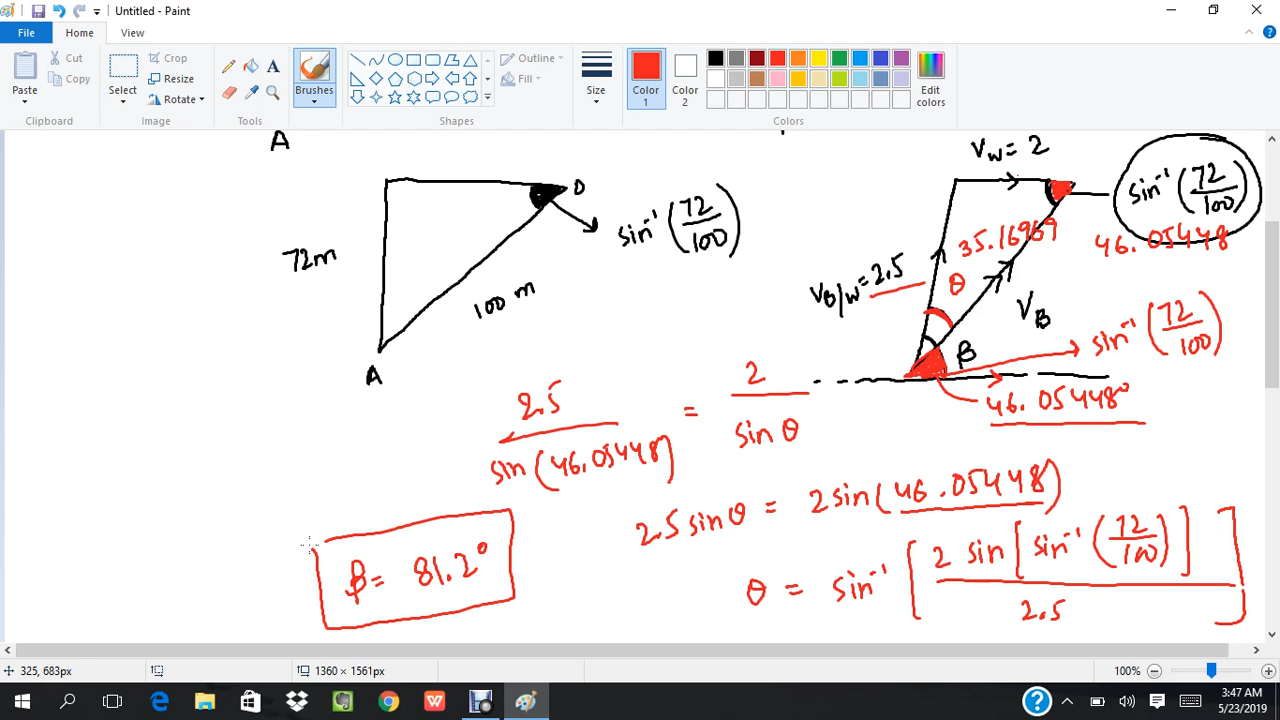 Untitled - Paint
File Home View
Paste
Cut
Copy
Clipboard
Select
Crop
Resize
Rotate
Image
A
Tools
Brushes
Shapes
Outline
Fill
Size
Color 1
Color 2
Edit colors
Colors
A
D
72m
100 m
A
sin⁻¹ (72/100)
V_W = 2
sin⁻¹ (72/100)
35.16969
46.05448
V_B/W = 2.5
θ
V_B
β
sin⁻¹ (72/100)
46.05448°
2.5/sin(46.05448) = 2/sin θ
2.5 sin θ = 2 sin(46.05448)
θ = sin⁻¹ [2 sin[sin⁻¹ (72/100)]/2.5]
β = 81.2°
325, 683px
1360 × 1561px
100%
3:47 AM
5/23/2019